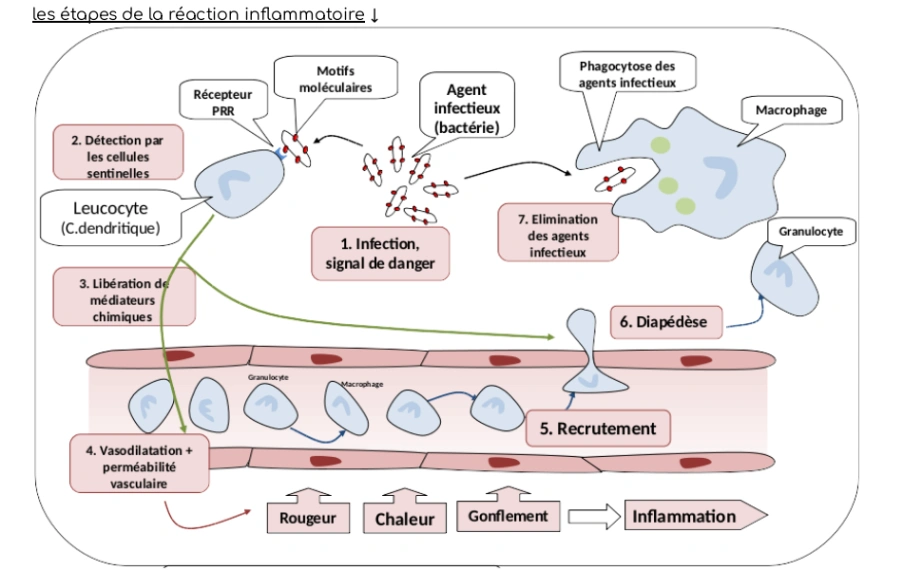 les étapes de la réaction inflammatoire ↓
Motifs
moléculaires
Récepteur
PRR
Agent
infectieux
(bactérie)
Phagocytose des
agents infectieux
Macrophage
2. Détection par
les cellules
sentinelles
Leucocyte
(C.dendritique)
1. Infection,
signal de danger
7. Elimination
des agents
infectieux
Granulocyte
3. Libération de
médiateurs
chimiques
6. Diapédèse
Granulocyte
Macrophage
5. Recrutement
4. Vasodilatation +
perméabilité
vasculaire
Rougeur
Chaleur
Gonflement
Inflammation